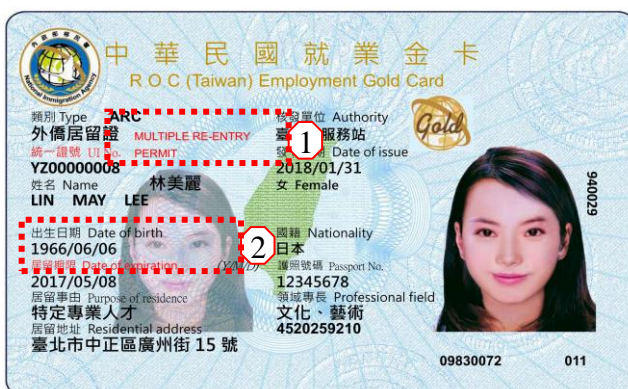 中華民國就業金卡
R O C (Taiwan) Employment Gold Card
類別 Type ARC
外僑居留證 MULTIPLE RE-ENTRY
統一證號 UI No. PERMIT
YZ00000008
姓名 Name 林美麗
LIN MAY LEE
出生日期 Date of birth
1966/06/06
居留期限 Date of expiration (Y/M/D)
2017/05/08
居留事由 Purpose of residence
特定專業人才
居留地址 Residential address
臺北市中正區廣州街 15 號
核發單位 Authority
服務站
Date of issue
2018/01/31
女 Female
國籍 Nationality
日本
護照號碼 Passport No.
12345678
領域專長 Professional field
文化、藝術
4520259210
Gold
940029
09830072 011
1
2
National Immigration Agency